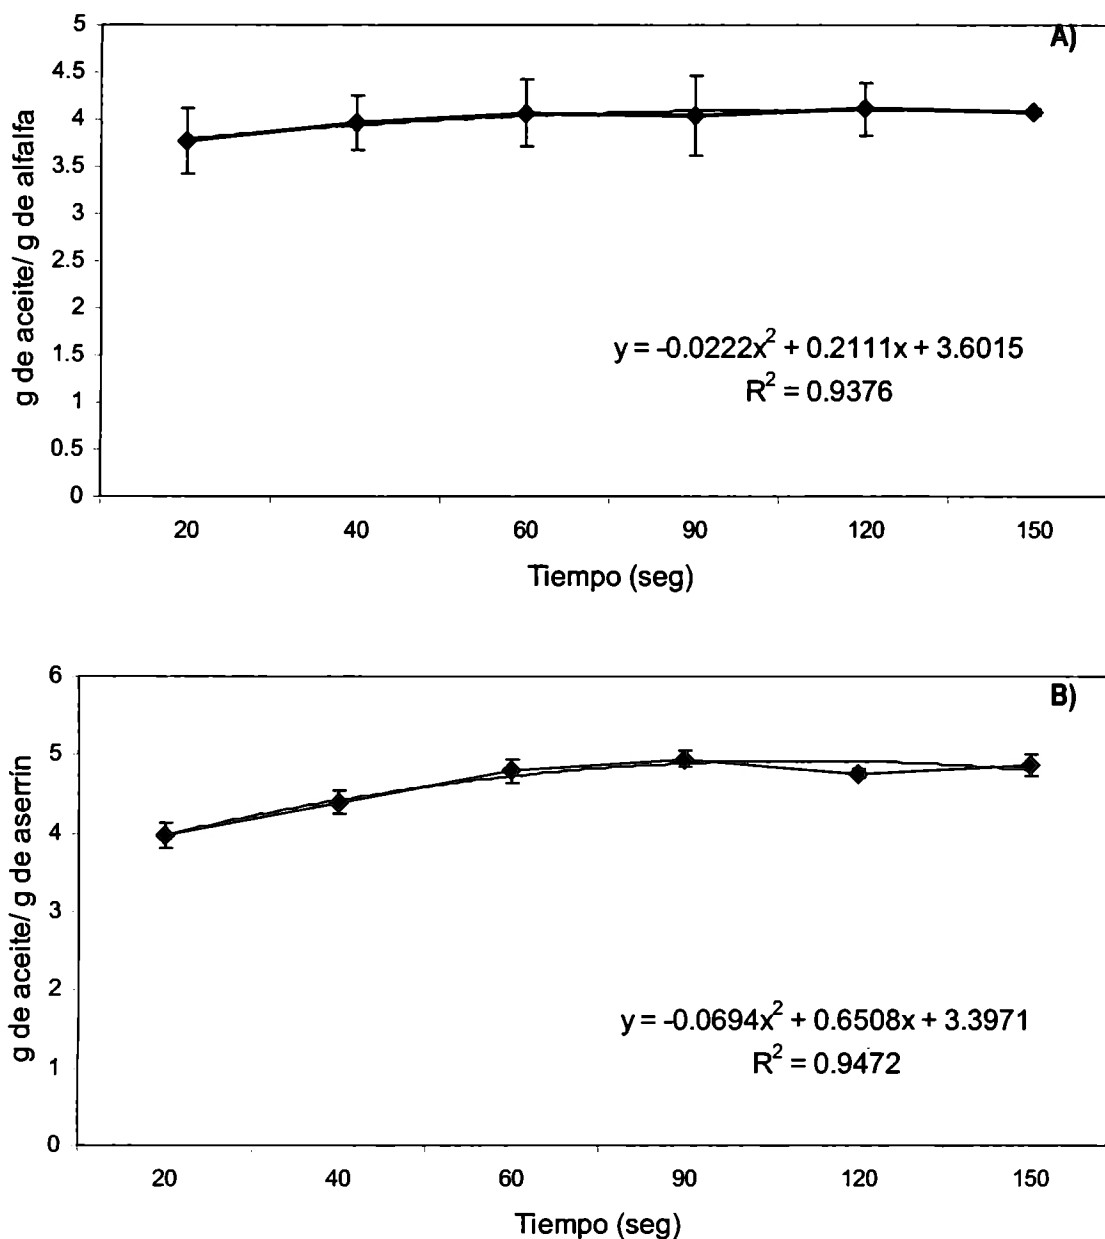 A)
5
4.5
4
3.5
3
2.5
2
1.5
1
0.5
0
g de aceite/ g de alfalfa
y = -0.0222x² + 0.2111x + 3.6015
R² = 0.9376
20 40 60 90 120 150
Tiempo (seg)
B)
6
5
4
3
2
1
0
g de aceite/ g de aserrín
y = -0.0694x² + 0.6508x + 3.3971
R² = 0.9472
20 40 60 90 120 150
Tiempo (seg)